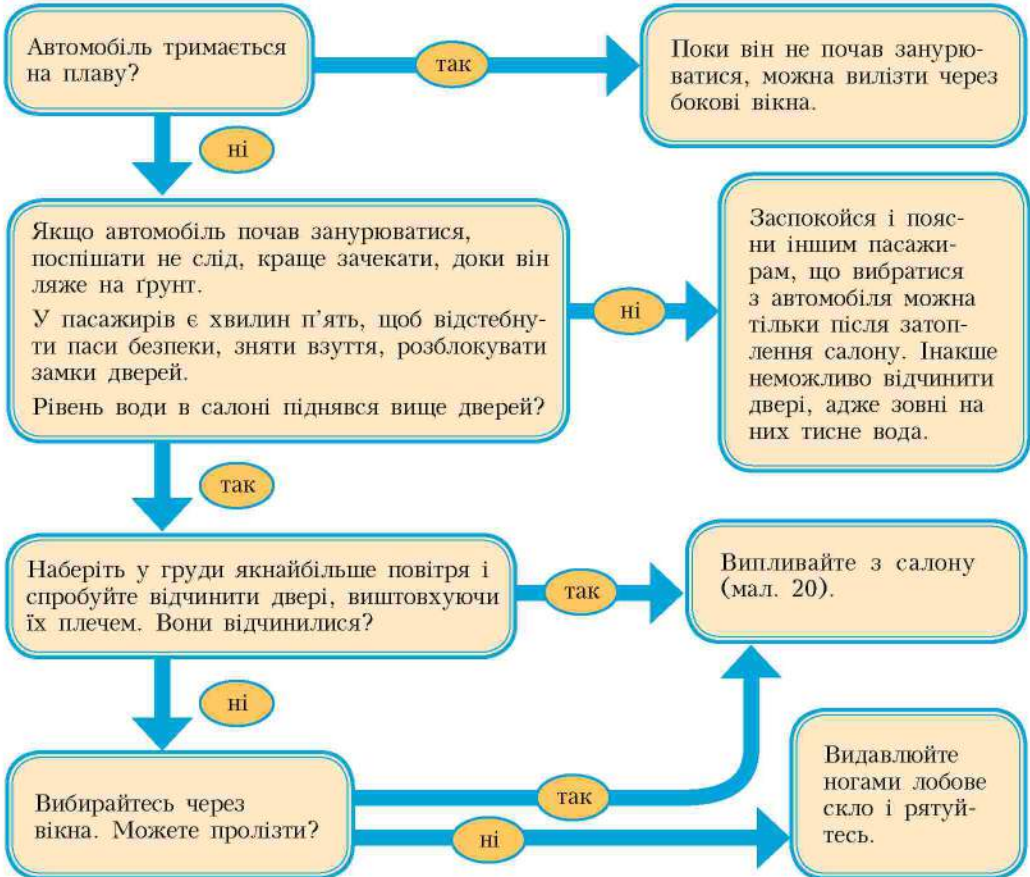 Автомобіль тримається
на плаву?
так
Поки він не почав занурю-
ватися, можна вилізти через
бокові вікна.
ні
Якщо автомобіль почав занурюватися,
поспішати не слід, краще зачекати, доки він
ляже на ґрунт.
У пасажирів є хвилин п’ять, щоб відстебну-
ти паси безпеки, зняти взуття, розблокувати
замки дверей.
Рівень води в салоні піднявся вище дверей?
ні
Заспокойся і пояс-
ни іншим пасажи-
рам, що вибратися
з автомобіля можна
тільки після затоп-
лення салону. Інакше
неможливо відчинити
двері, адже зовні на
них тисне вода.
так
Наберіть у груди якнайбільше повітря і
спробуйте відчинити двері, виштовхуючи
їх плечем. Вони відчинилися?
так
Випливайте з салону
(мал. 20).
ні
Вибирайтесь через
вікна. Можете пролізти?
так
ні
Видавлюйте
ногами лобове
скло і рятуй-
тесь.